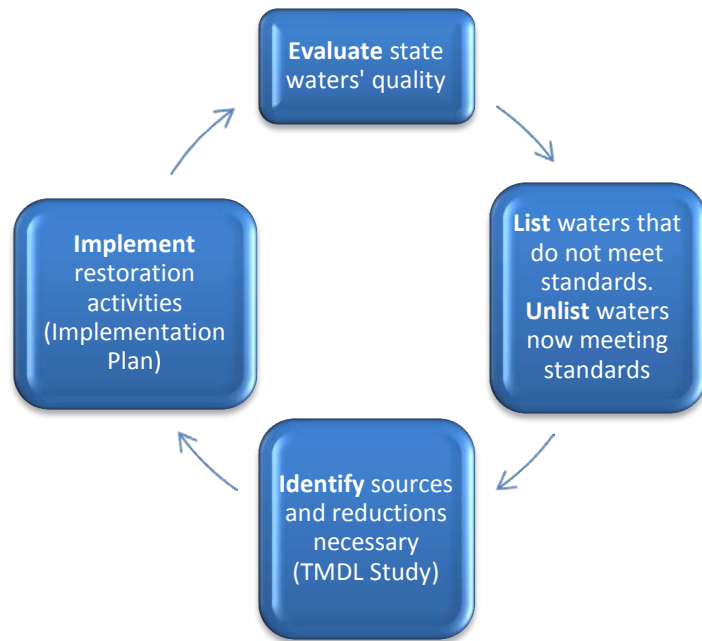 Evaluate state
waters' quality
List waters that
do not meet
standards.
Unlist waters
now meeting
standards
Identify sources
and reductions
necessary
(TMDL Study)
Implement
restoration
activities
(Implementation
Plan)